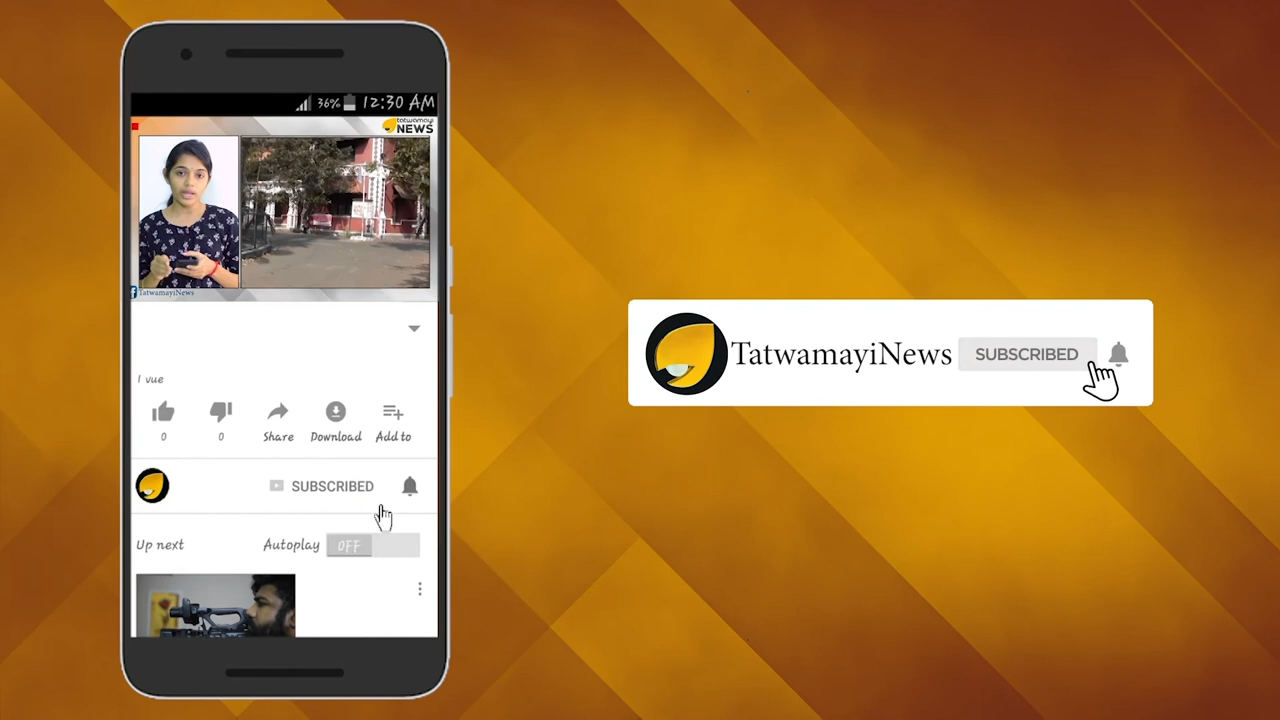 36% 12:30 AM
tatwamayi
NEWS
TatwamayiNews
1 vue
0 0 Share Download Add to
SUBSCRIBED
Up next Autoplay OFF
TatwamayiNews SUBSCRIBED